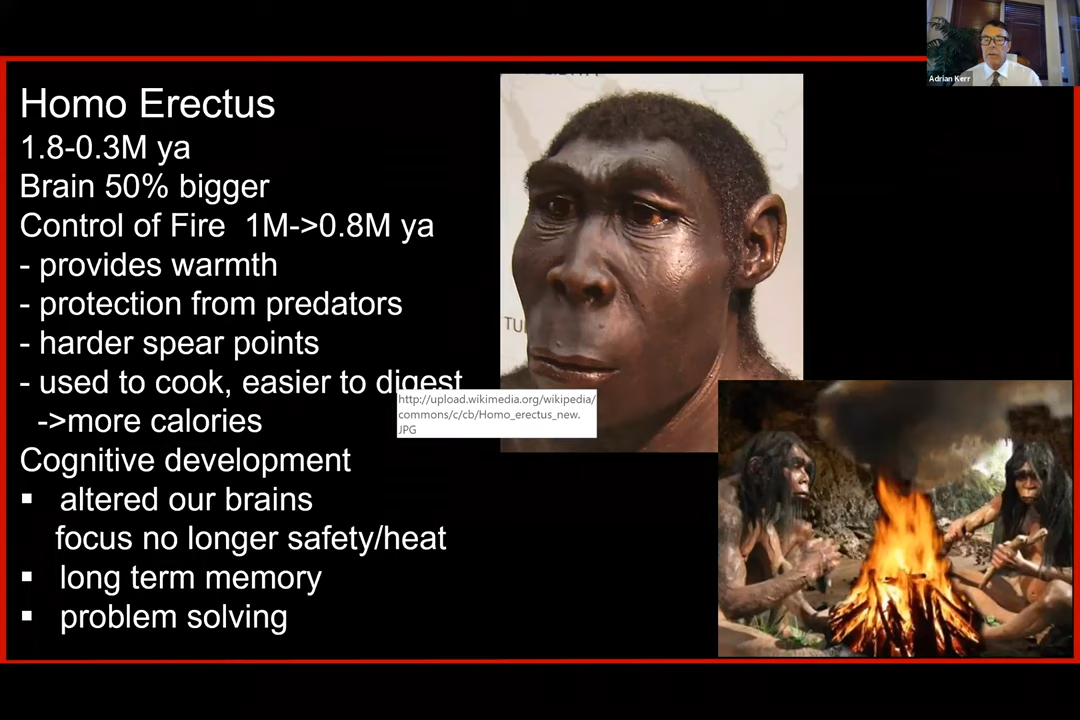 Homo Erectus
1.8-0.3M ya
Brain 50% bigger
Control of Fire 1M->0.8M ya
- provides warmth
- protection from predators
- harder spear points
- used to cook, easier to digest
->more calories
Cognitive development
▪ altered our brains
focus no longer safety/heat
▪ long term memory
▪ problem solving
TU
http://upload.wikimedia.org/wikipedia/
commons/c/cb/Homo_erectus_new.
JPG
Adrian Kerr